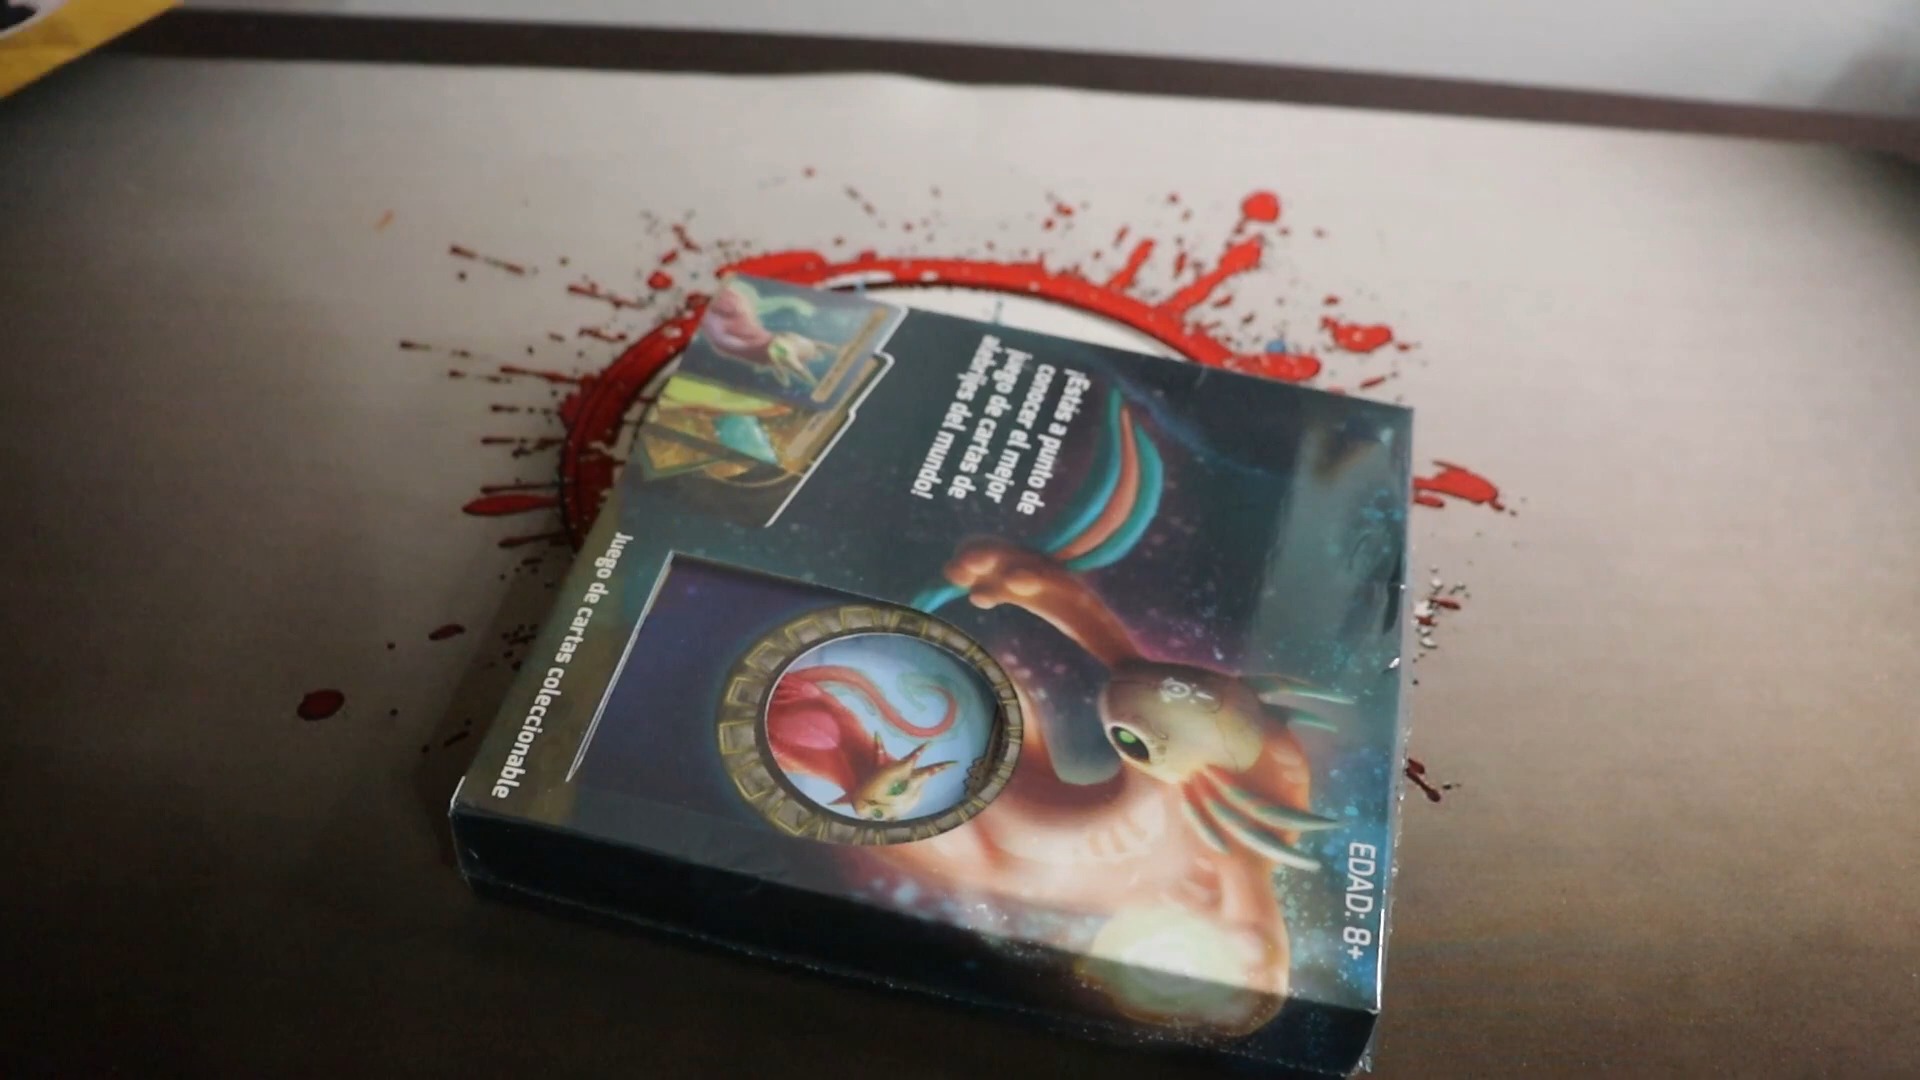 ¡Estás a punto de
conocer el mejor
juego de cartas de
alebrijes del mundo!
Juego de cartas coleccionable
EDAD: 8+